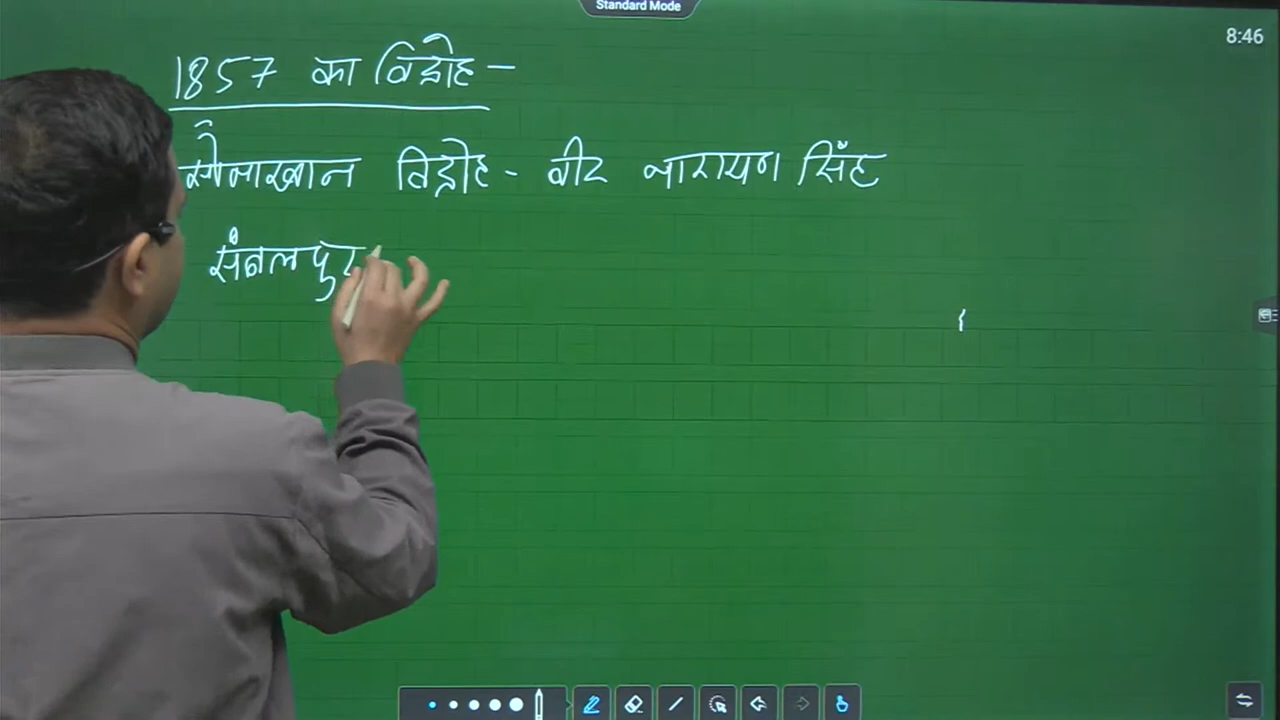 Standard Mode
8:46
1857 का विद्रोह -
सोनाखान विद्रोह - वीर नारायण सिंह
संबलपुर